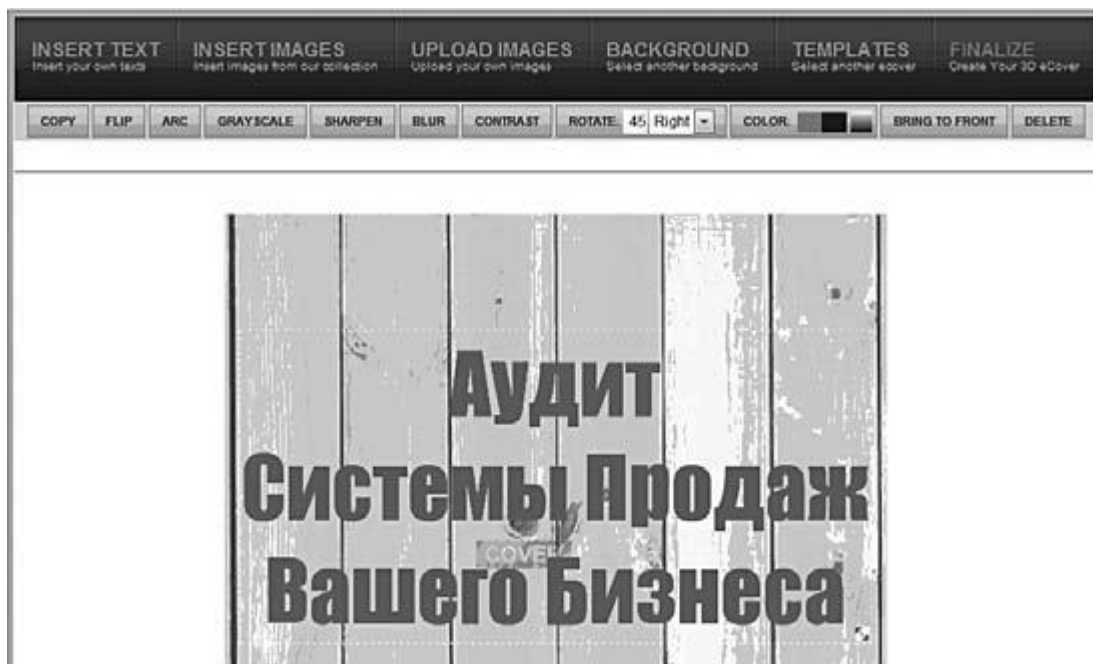 INSERT TEXT INSERT IMAGES UPLOAD IMAGES BACKGROUND TEMPLATES FINALIZE
Insert your own texts Insert images from our collection Upload your own images Select another background Select another ecover Create Your 3D eCover
COPY FLIP ARC GRAYSCALE SHARPEN BLUR CONTRAST ROTATE: 45 Right COLOR: BRING TO FRONT DELETE
Аудит
Системы Продаж
COVER
Вашего Бизнеса